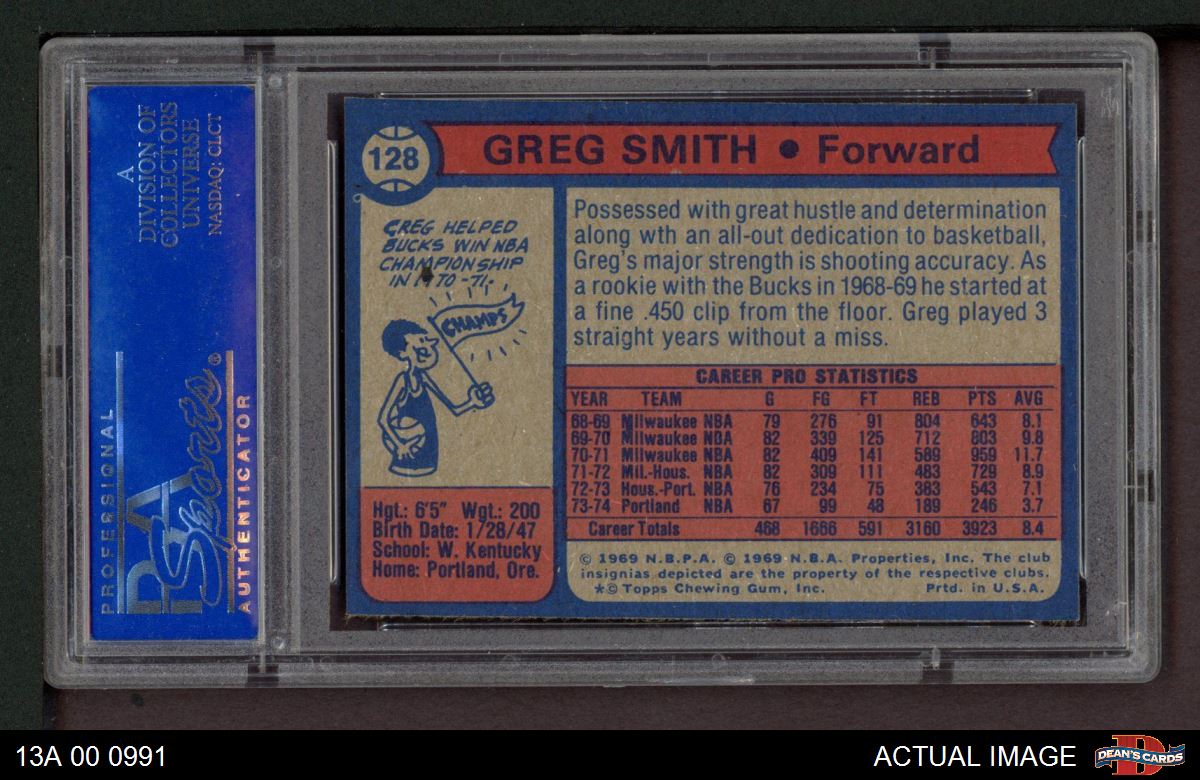 A
DIVISION OF
COLLECTORS
UNIVERSE
NASDAQ: CLCT
PROFESSIONAL
PSA
Sports®
AUTHENTICATOR
128
GREG SMITH • Forward
GREG HELPED
BUCKS WIN NBA
CHAMPIONSHIP
IN 1970-71.
CHAMPS
Possessed with great hustle and determination
along wth an all-out dedication to basketball,
Greg's major strength is shooting accuracy. As
a rookie with the Bucks in 1968-69 he started at
a fine .450 clip from the floor. Greg played 3
straight years without a miss.
CAREER PRO STATISTICS
YEAR TEAM G FG FT REB PTS AVG
68-69 Milwaukee NBA 79 276 91 804 643 8.1
69-70 Milwaukee NBA 82 339 125 712 803 9.8
70-71 Milwaukee NBA 82 409 141 589 959 11.7
71-72 Mil.-Hous. NBA 82 309 111 483 729 8.9
72-73 Hous.-Port. NBA 76 234 75 383 543 7.1
73-74 Portland NBA 67 99 48 189 246 3.7
Career Totals 468 1666 591 3160 3923 8.4
Hgt.: 6'5" Wgt.: 200
Birth Date: 1/28/47
School: W. Kentucky
Home: Portland, Ore.
© 1969 N.B.P.A. © 1969 N.B.A. Properties, Inc. The club
insignias depicted are the property of the respective clubs.
*© Topps Chewing Gum, Inc. Prtd. in U.S.A.
13A 00 0991
ACTUAL IMAGE
D
DEAN'S CARDS